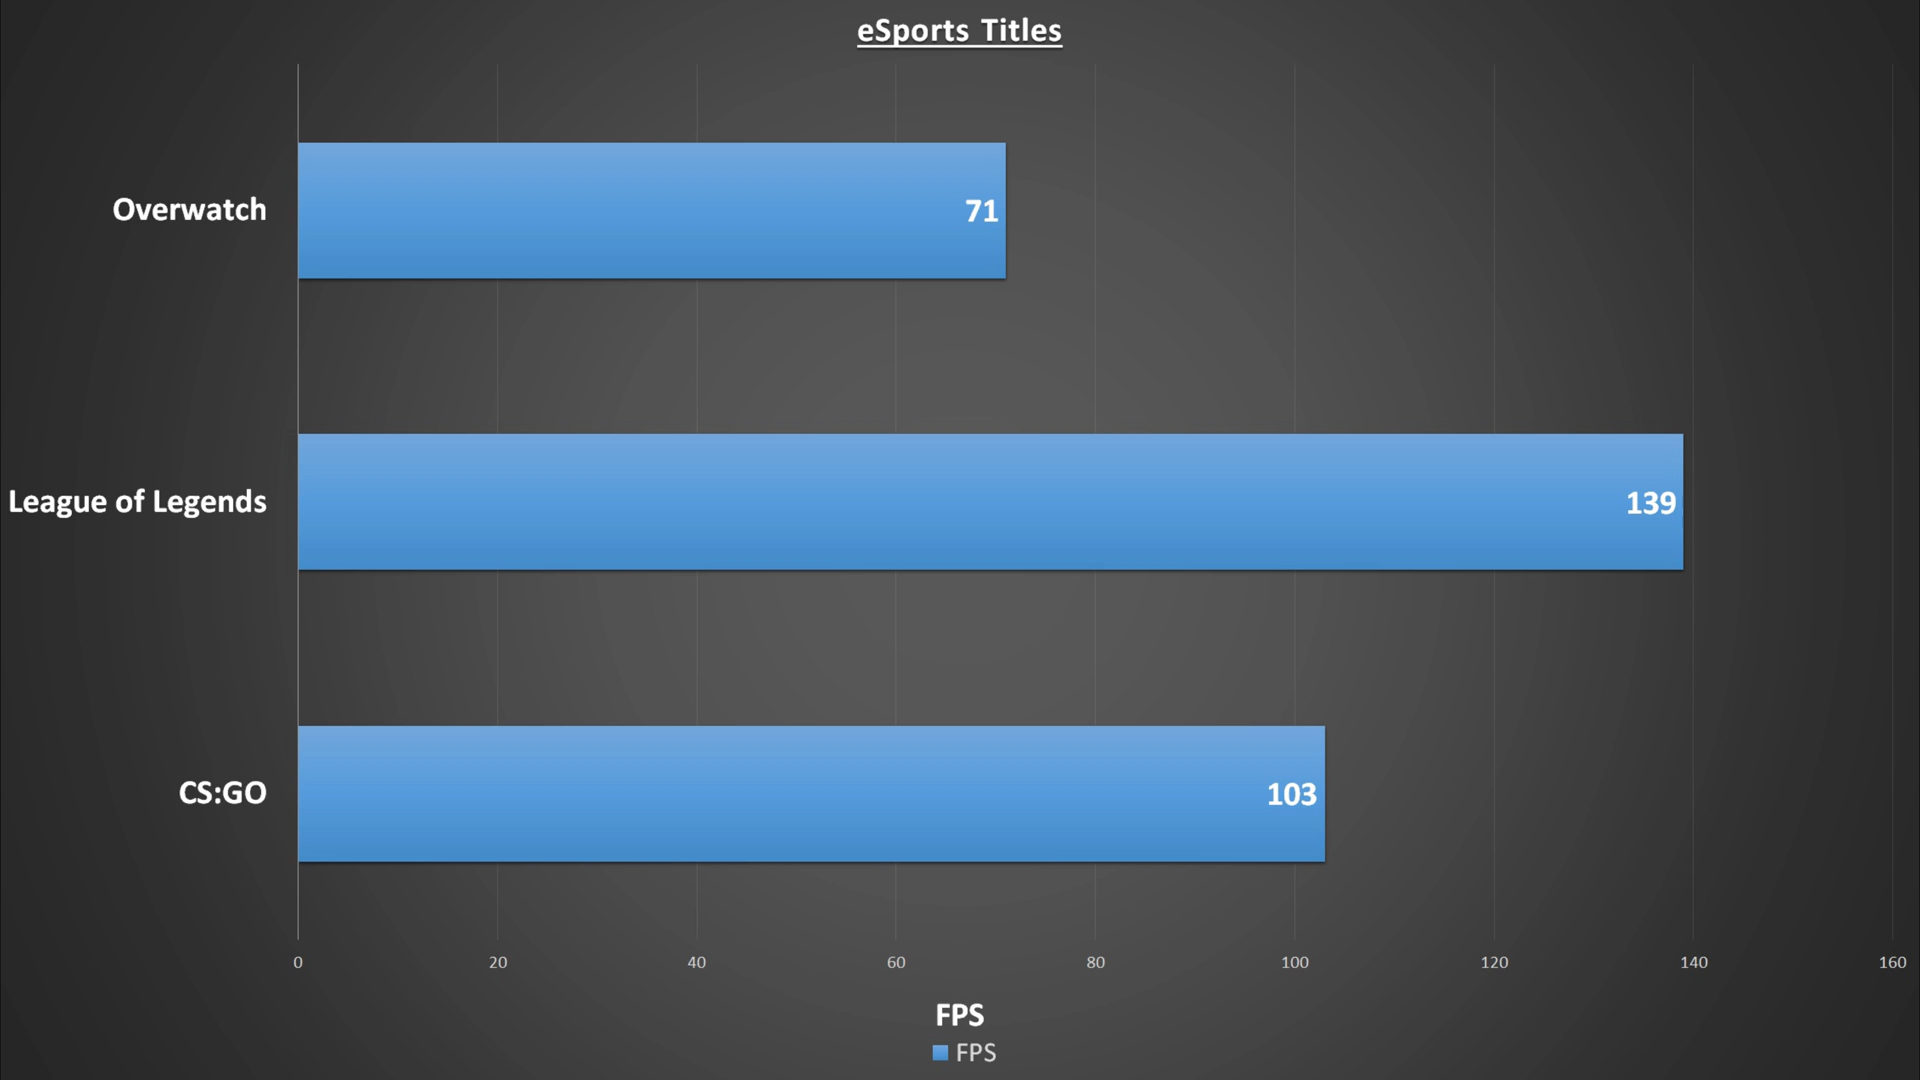 eSports Titles
Overwatch
71
League of Legends
139
CS:GO
103
0 20 40 60 80 100 120 140 160
FPS
FPS